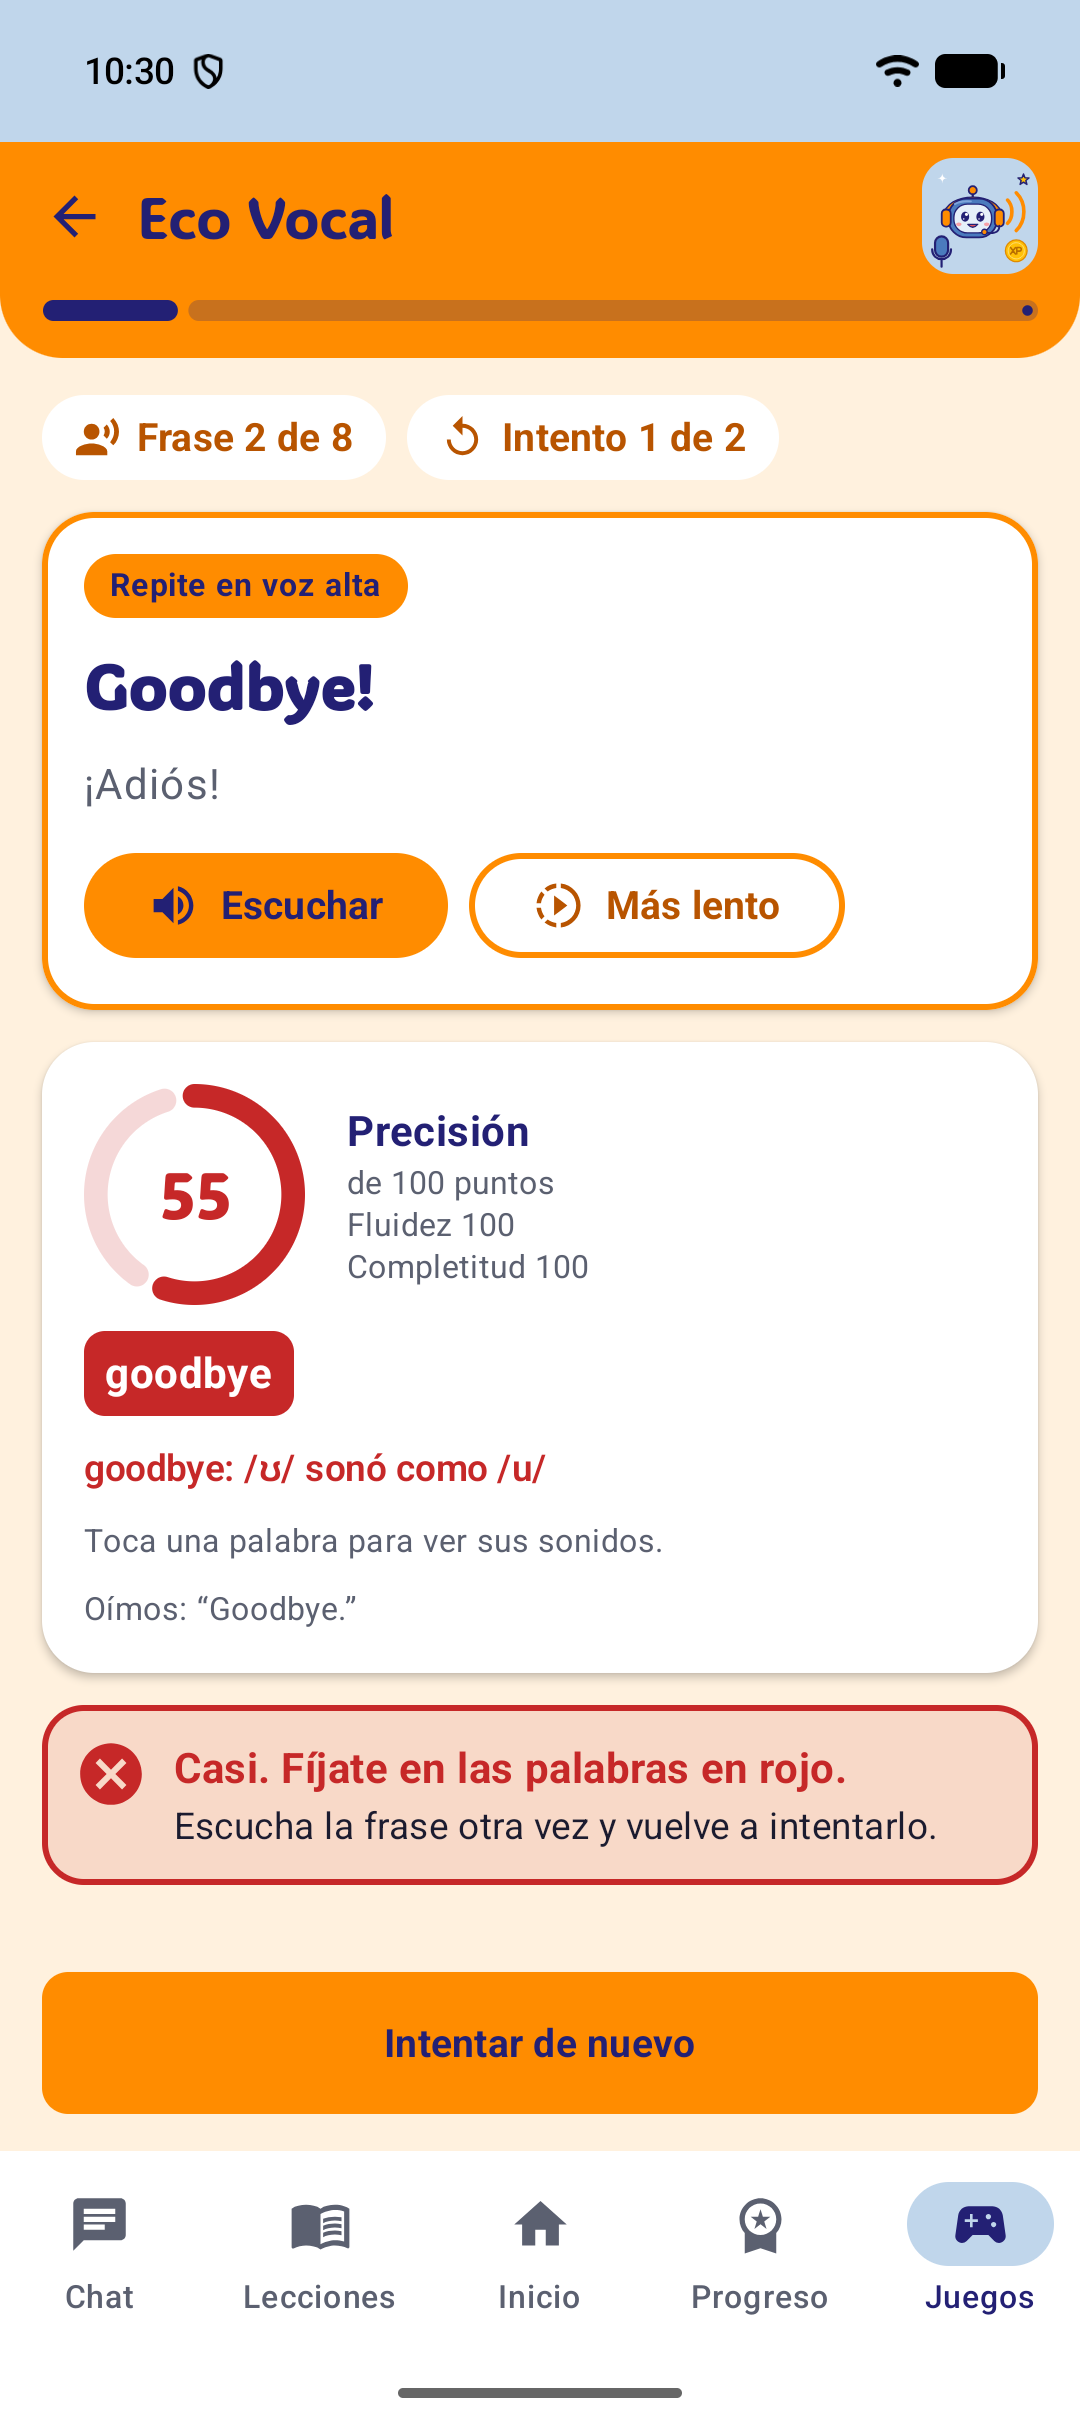 10:30
Eco Vocal
XP
Frase 2 de 8
Intento 1 de 2
Repite en voz alta
Goodbye!
¡Adiós!
Escuchar
Más lento
55
Precisión
de 100 puntos
Fluidez 100
Completitud 100
goodbye
goodbye: /ʊ/ sonó como /u/
Toca una palabra para ver sus sonidos.
Oímos: “Goodbye.”
Casi. Fíjate en las palabras en rojo.
Escucha la frase otra vez y vuelve a intentarlo.
Intentar de nuevo
Chat
Lecciones
Inicio
Progreso
Juegos